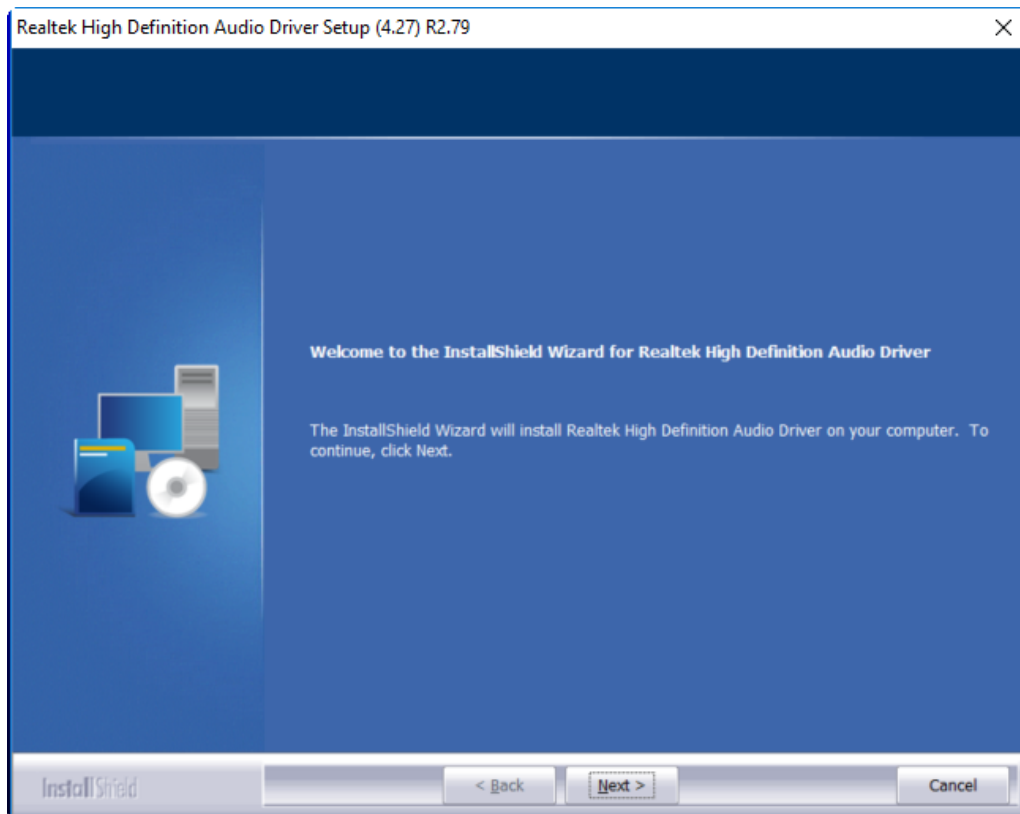 Realtek High Definition Audio Driver Setup (4.27) R2.79
Welcome to the InstallShield Wizard for Realtek High Definition Audio Driver
The InstallShield Wizard will install Realtek High Definition Audio Driver on your computer.  To
continue, click Next.
InstallShield
< Back
Next >
Cancel